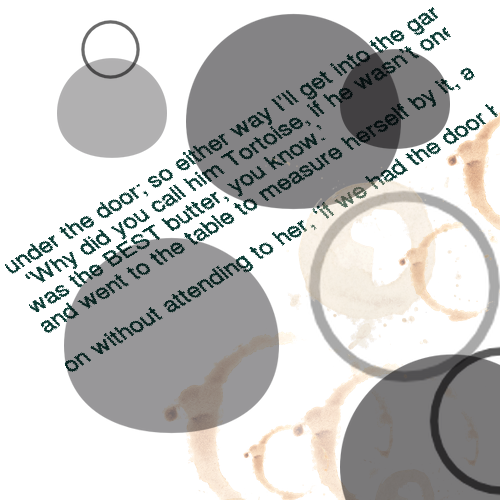 under the door; so either way I'll get into the gar
'Why did you call him Tortoise, if he wasn't one
was the BEST butter, you know.'
and went to the table to measure herself by it, a
on without attending to her, 'if we had the door